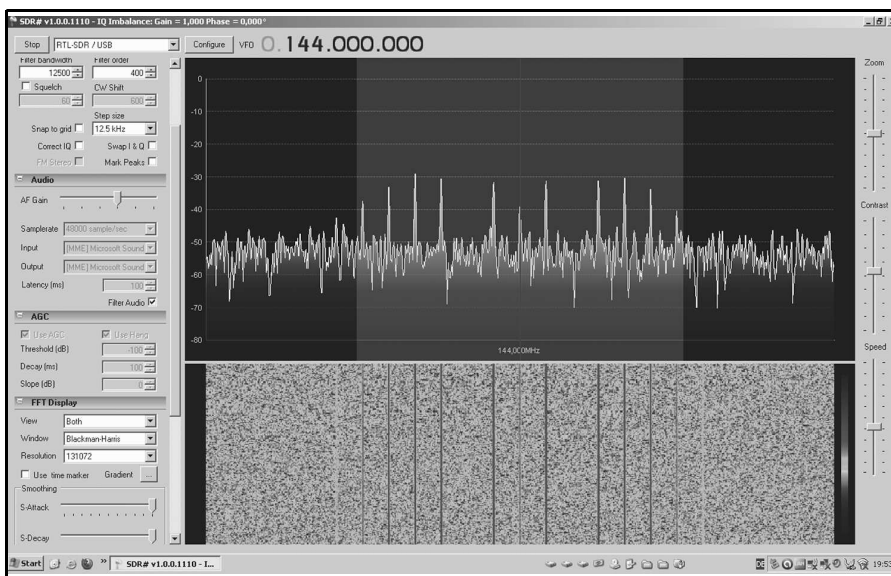 SDR# v1.0.0.1110 - IQ Imbalance: Gain = 1,000 Phase = 0,000°
Stop RTL-SDR / USB Configure VFO 0.144.000.000
Filter bandwidth Filter order
12500 400
Squelch CW Shift
60 600
Step size
Snap to grid 12.5 kHz
Correct IQ Swap I & Q
FM Stereo Mark Peaks
Audio
AF Gain
Samplerate 48000 sample/sec
Input [MME] Microsoft Sound
Output [MME] Microsoft Sound
Latency (ms) 100
Filter Audio
AGC
Use AGC Use Hang
Threshold (dB) -100
Decay (ms) 100
Slope (dB) 0
FFT Display
View Both
Window Blackman-Harris
Resolution 131072
Use time marker Gradient ...
Smoothing
S-Attack
S-Decay
0
-10
-20
-30
-40
-50
-60
-70
-80
144,000MHz
Zoom
Contrast
Speed
Start » SDR# v1.0.0.1110 - I... DE